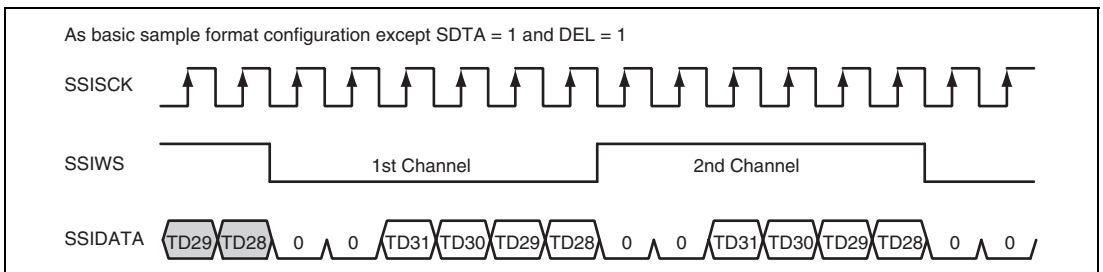 As basic sample format configuration except SDTA = 1 and DEL = 1
SSISCK
SSIWS 1st Channel 2nd Channel
SSIDATA TD29 TD28 0 0 TD31 TD30 TD29 TD28 0 0 TD31 TD30 TD29 TD28 0 0